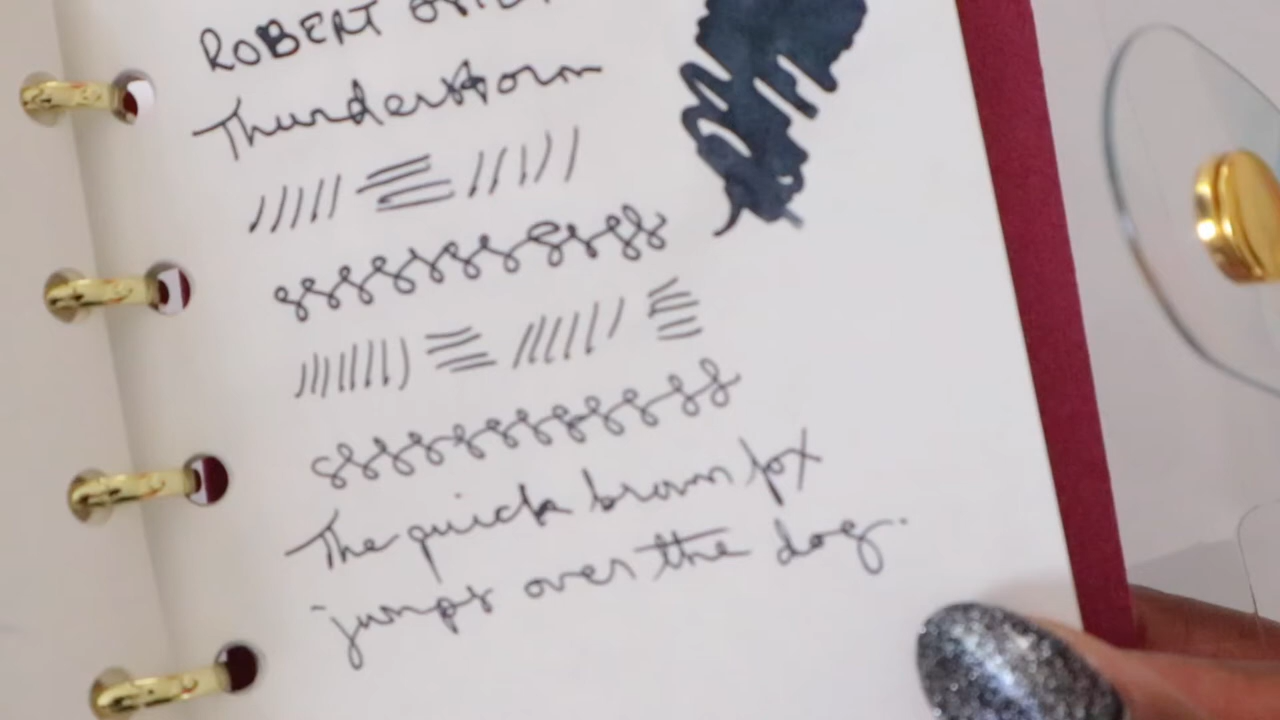 ROBERT
Thunderstorm
The quick brown fox
jumps over the dog.